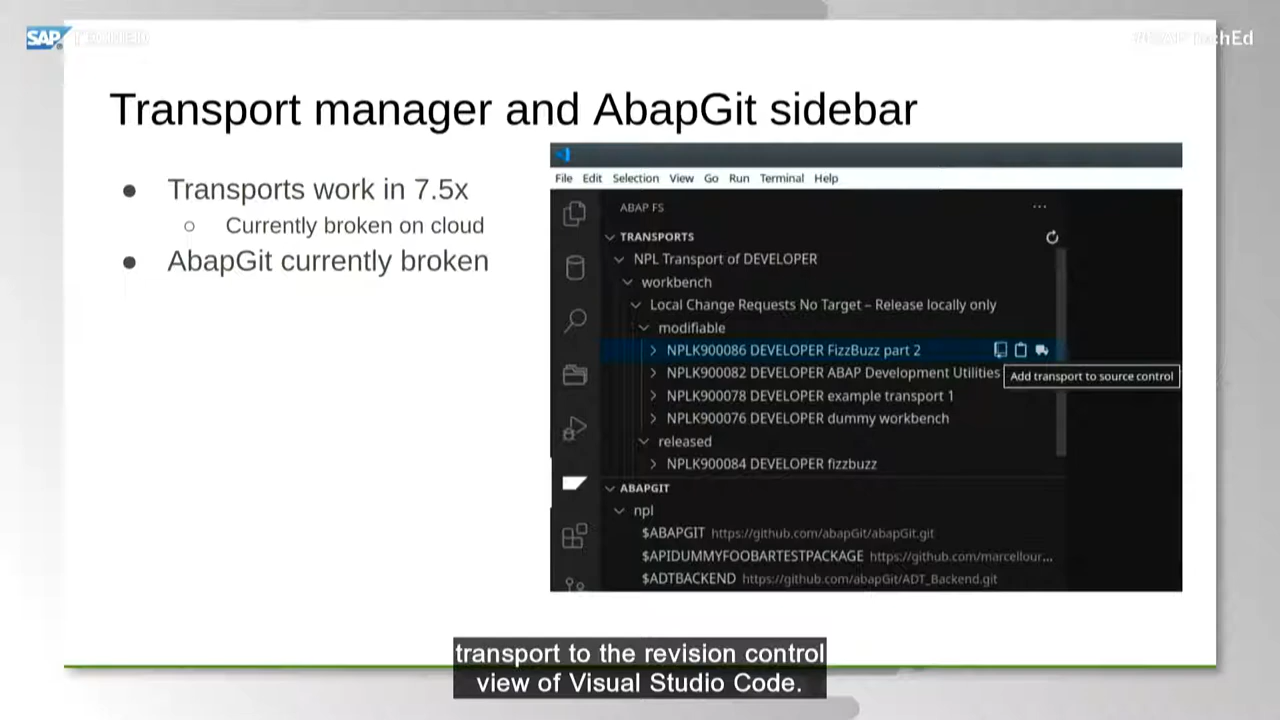 SAP
Transport manager and AbapGit sidebar
● Transports work in 7.5x
○ Currently broken on cloud
● AbapGit currently broken
File Edit Selection View Go Run Terminal Help
ABAP FS
TRANSPORTS
NPL Transport of DEVELOPER
workbench
Local Change Requests No Target – Release locally only
modifiable
NPLK900086 DEVELOPER FizzBuzz part 2
NPLK900082 DEVELOPER ABAP Development Utilities
Add transport to source control
NPLK900078 DEVELOPER example transport 1
NPLK900076 DEVELOPER dummy workbench
released
NPLK900084 DEVELOPER fizzbuzz
ABAPGIT
npl
$ABAPGIT https://github.com/abapGit/abapGit.git
$APIDUMMYFOOBARTESTPACKAGE https://github.com/marcellour...
$ADTBACKEND https://github.com/abapGit/ADT_Backend.git
transport to the revision control
view of Visual Studio Code.